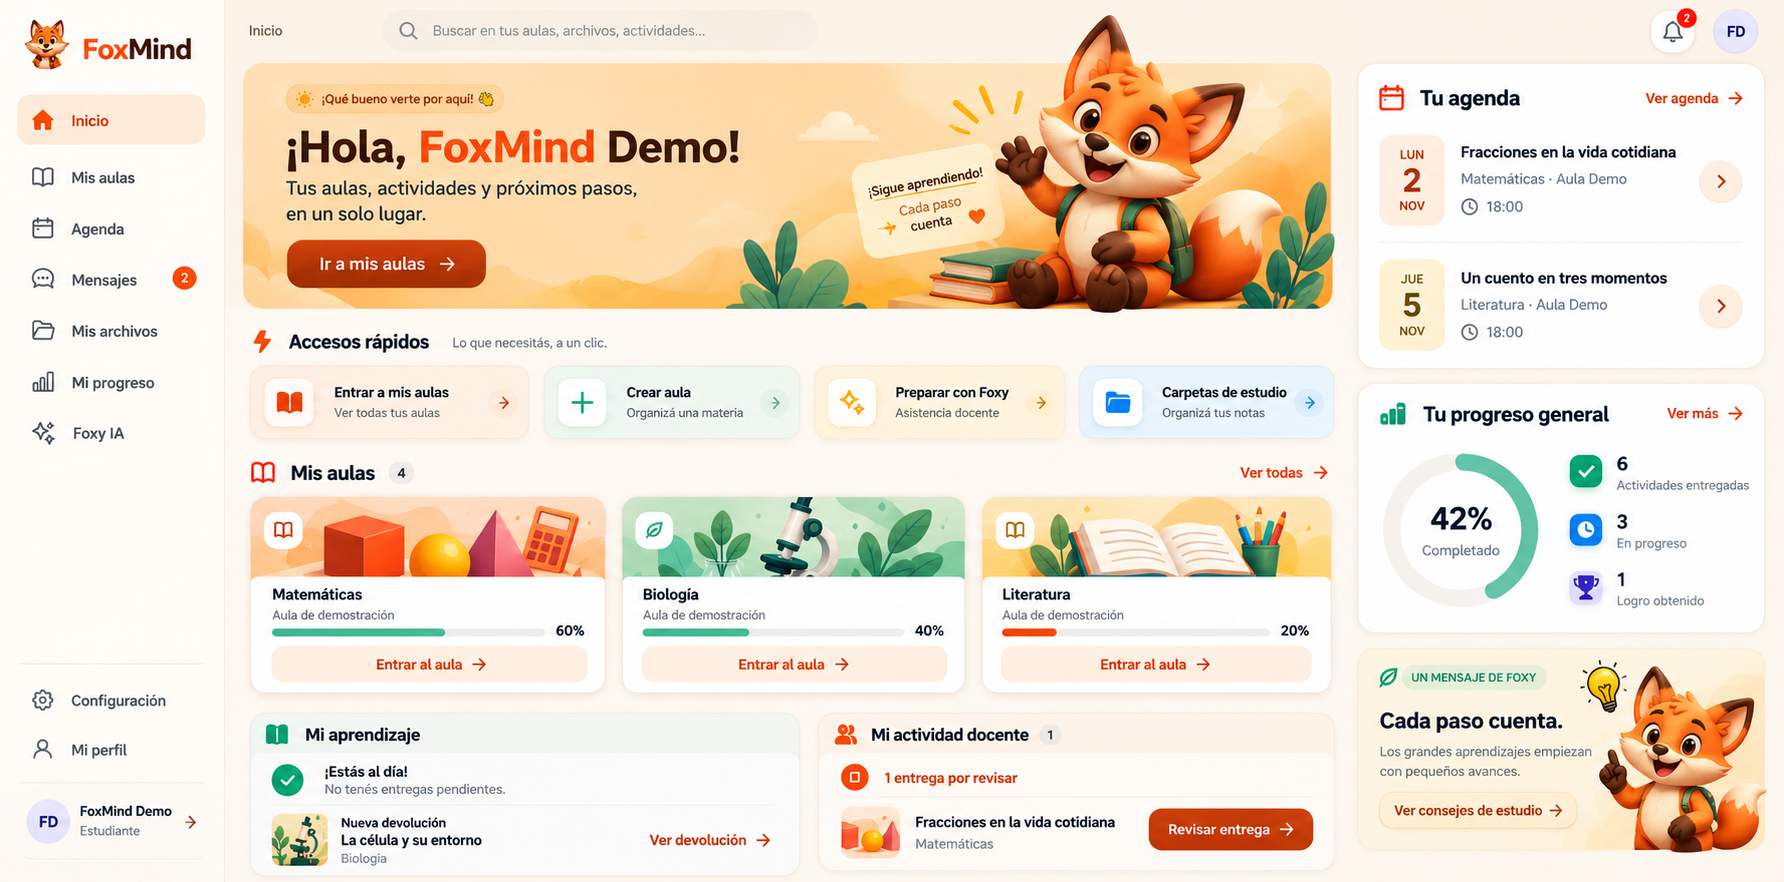 FoxMind
Inicio
Mis aulas
Agenda
Mensajes
2
Mis archivos
Mi progreso
Foxy IA
Configuración
Mi perfil
FD
FoxMind Demo
Estudiante
Inicio
Buscar en tus aulas, archivos, actividades...
2
FD
¡Qué bueno verte por aquí!
¡Hola, FoxMind Demo!
Tus aulas, actividades y próximos pasos,
en un solo lugar.
Ir a mis aulas
¡Sigue aprendiendo!
Cada paso
cuenta
Accesos rápidos
Lo que necesitás, a un clic.
Entrar a mis aulas
Ver todas tus aulas
Crear aula
Organizá una materia
Preparar con Foxy
Asistencia docente
Carpetas de estudio
Organizá tus notas
Mis aulas
4
Ver todas
Matemáticas
Aula de demostración
60%
Entrar al aula
Biología
Aula de demostración
40%
Entrar al aula
Literatura
Aula de demostración
20%
Entrar al aula
Mi aprendizaje
¡Estás al día!
No tenés entregas pendientes.
Nueva devolución
La célula y su entorno
Biologia
Ver devolución
Mi actividad docente
1
1 entrega por revisar
Fracciones en la vida cotidiana
Matemáticas
Revisar entrega
Tu agenda
Ver agenda
LUN
2
NOV
Fracciones en la vida cotidiana
Matemáticas · Aula Demo
18:00
JUE
5
NOV
Un cuento en tres momentos
Literatura · Aula Demo
18:00
Tu progreso general
Ver más
42%
Completado
6
Actividades entregadas
3
En progreso
1
Logro obtenido
UN MENSAJE DE FOXY
Cada paso cuenta.
Los grandes aprendizajes empiezan
con pequeños avances.
Ver consejos de estudio